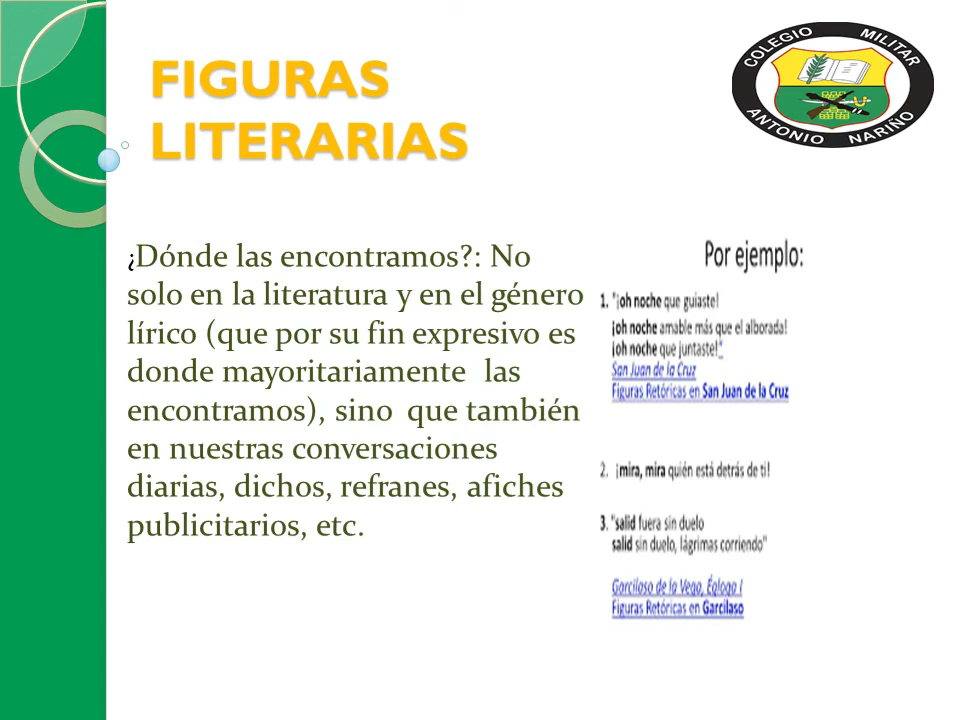 FIGURAS
LITERARIAS
COLEGIO MILITAR
ANTONIO NARIÑO
¿Dónde las encontramos?: No
solo en la literatura y en el género
lírico (que por su fin expresivo es
donde mayoritariamente las
encontramos), sino que también
en nuestras conversaciones
diarias, dichos, refranes, afiches
publicitarios, etc.
Por ejemplo:
1. "¡oh noche que guiaste!
¡oh noche amable más que el alborada!
¡oh noche que juntaste!"
San Juan de la Cruz
Figuras Retóricas en San Juan de la Cruz
2. ¡mira, mira quién está detrás de ti!
3. "salid fuera sin duelo
salid sin duelo, lágrimas corriendo"
Garcilaso de la Vega, Égloga I
Figuras Retóricas en Garcilaso